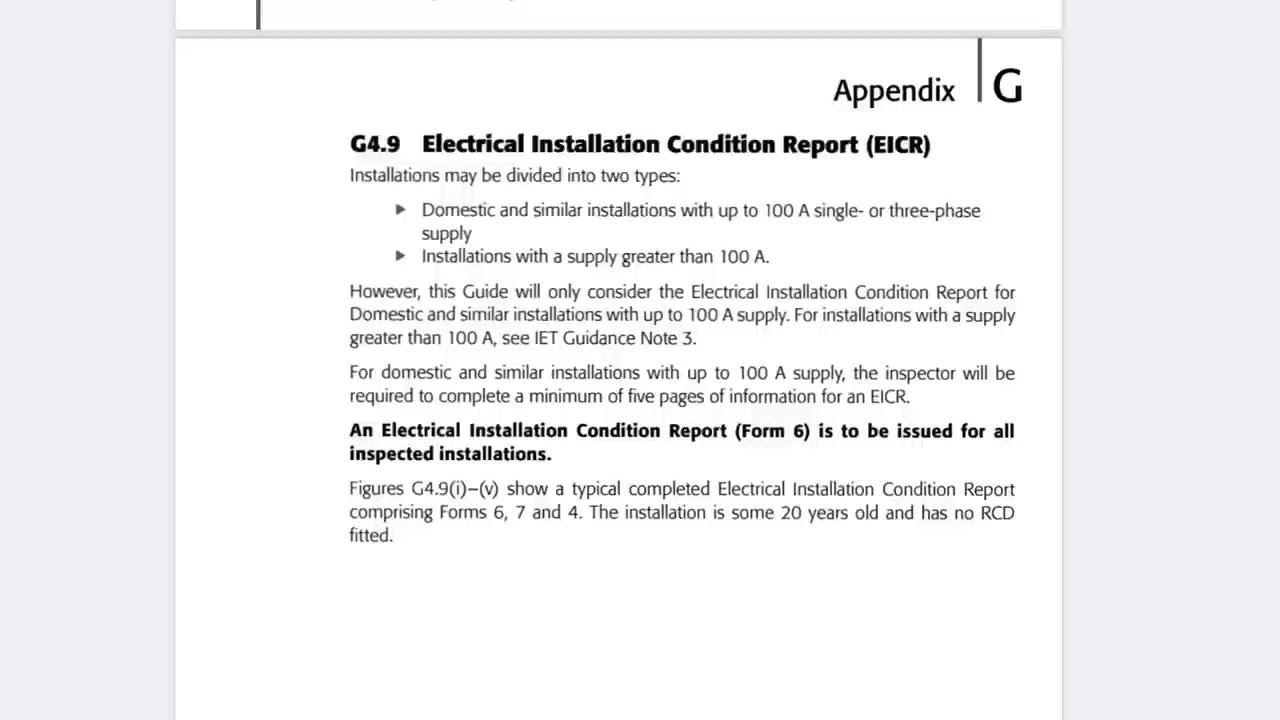 Appendix G
G4.9 Electrical Installation Condition Report (EICR)
Installations may be divided into two types:
► Domestic and similar installations with up to 100 A single- or three-phase
supply
► Installations with a supply greater than 100 A.
However, this Guide will only consider the Electrical Installation Condition Report for
Domestic and similar installations with up to 100 A supply. For installations with a supply
greater than 100 A, see IET Guidance Note 3.
For domestic and similar installations with up to 100 A supply, the inspector will be
required to complete a minimum of five pages of information for an EICR.
An Electrical Installation Condition Report (Form 6) is to be issued for all
inspected installations.
Figures G4.9(i)–(v) show a typical completed Electrical Installation Condition Report
comprising Forms 6, 7 and 4. The installation is some 20 years old and has no RCD
fitted.